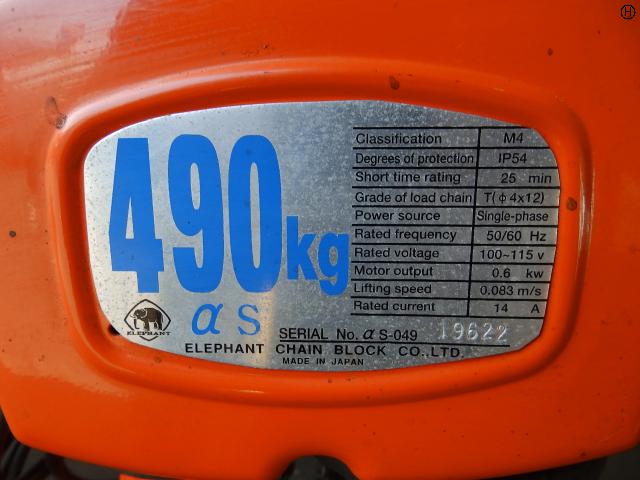 490kg
αS
ELEPHANT
Classification M4
Degrees of protection IP54
Short time rating 25 min
Grade of load chain T(φ4x12)
Power source Single-phase
Rated frequency 50/60 Hz
Rated voltage 100~115 v
Motor output 0.6 kw
Lifting speed 0.083 m/s
Rated current 14 A
SERIAL No. α S-049 19622
ELEPHANT CHAIN BLOCK CO.,LTD.
MADE IN JAPAN
H